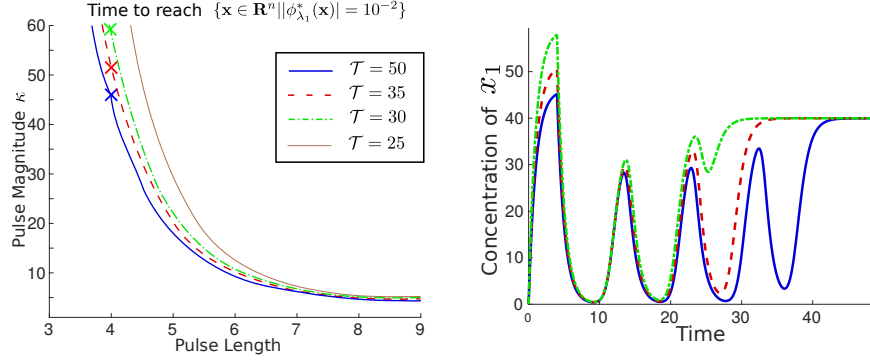 Time to reach {x ∈ R^n||ϕ*_λ1(x)| = 10^−2}
Pulse Magnitude κ
60
50
40
30
20
10
3
4
5
6
7
8
9
Pulse Length
𝒯 = 50
𝒯 = 35
𝒯 = 30
𝒯 = 25
Concentration of x_1
50
40
30
20
10
0
0
10
20
30
40
Time